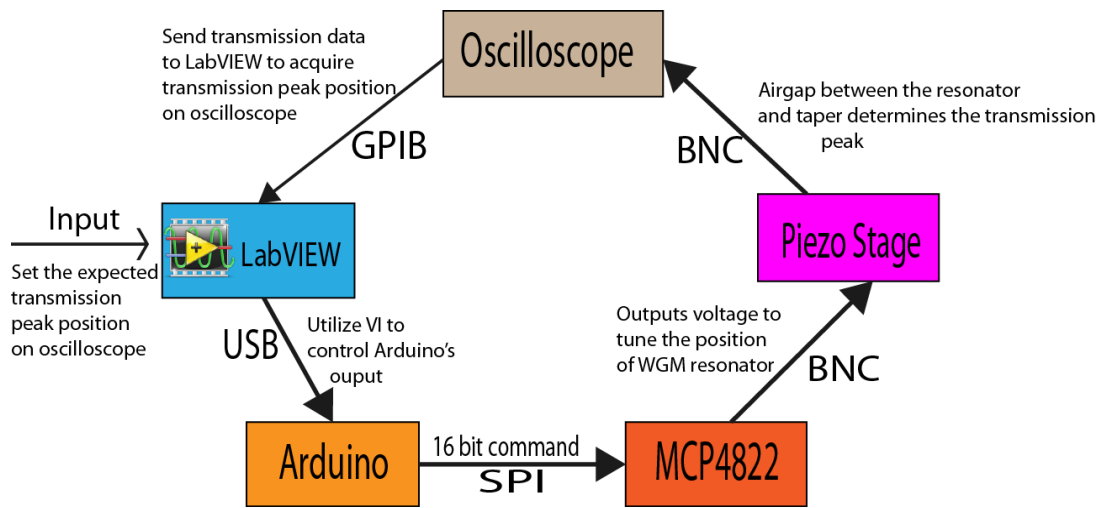 Send transmission data
to LabVIEW to acquire
transmission peak position
on oscilloscope
Oscilloscope
Airgap between the resonator
and taper determines the transmission
peak
GPIB
BNC
Input
LabVIEW
Piezo Stage
Set the expected
transmission
peak position
on oscilloscope
USB
Utilize VI to
control Arduino's
ouput
Outputs voltage to
tune the position
of WGM resonator
BNC
Arduino
16 bit command
SPI
MCP4822